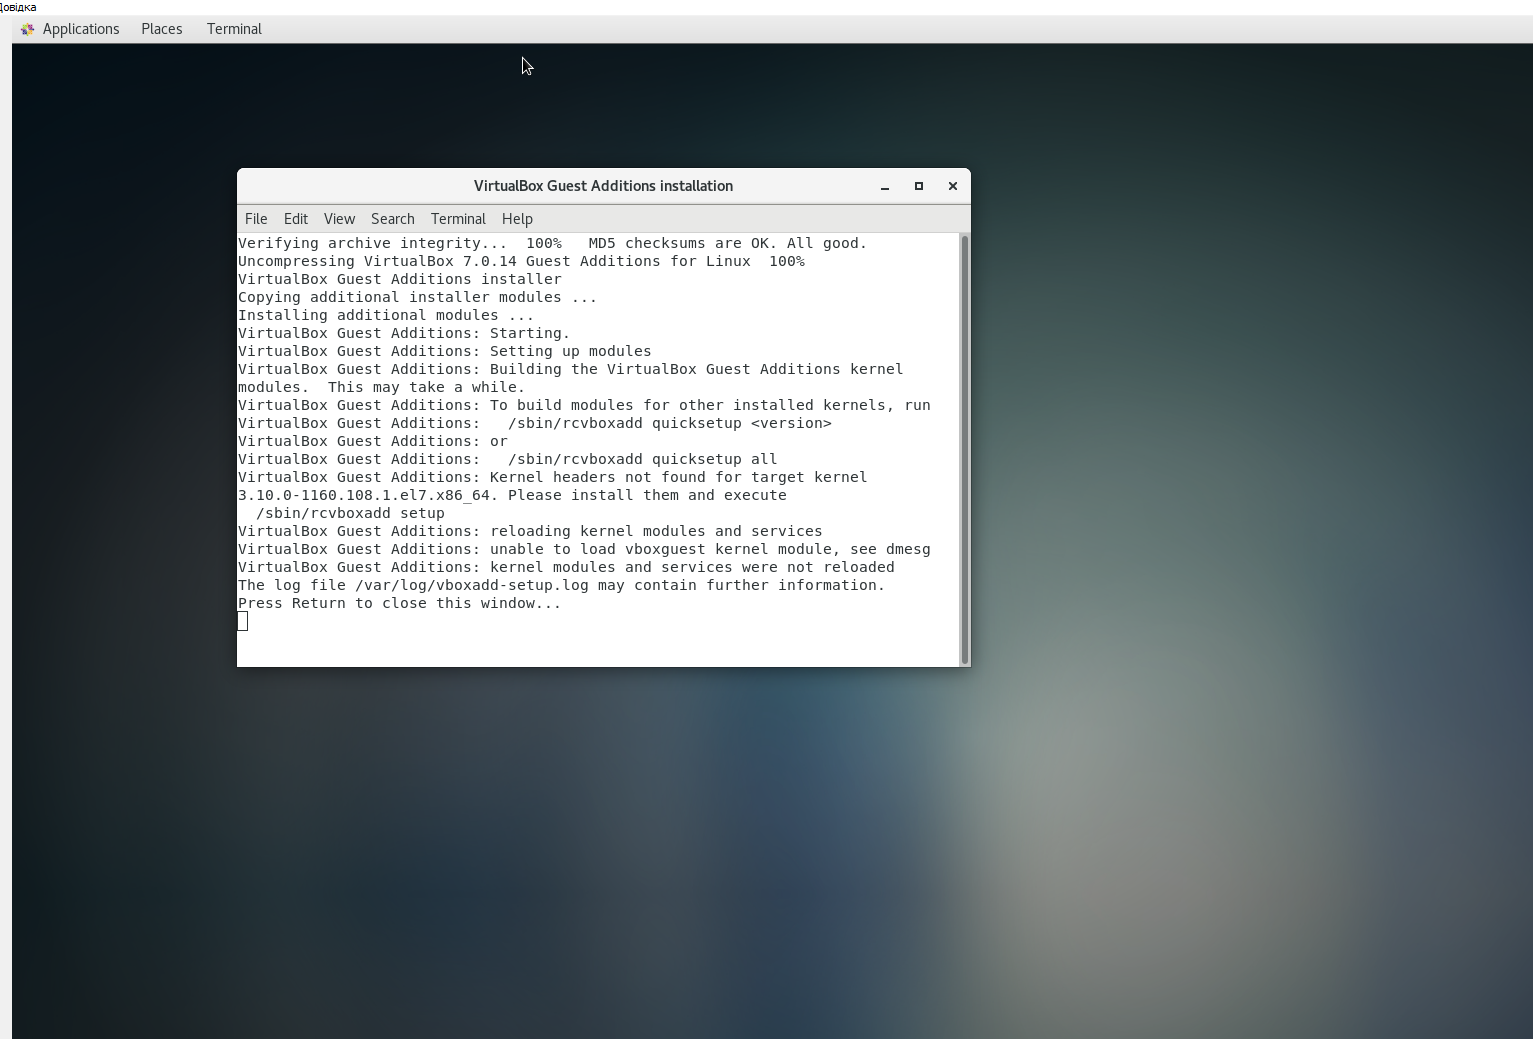 Довідка
Applications Places Terminal
VirtualBox Guest Additions installation
File Edit View Search Terminal Help
Verifying archive integrity...  100%   MD5 checksums are OK. All good.
Uncompressing VirtualBox 7.0.14 Guest Additions for Linux  100%
VirtualBox Guest Additions installer
Copying additional installer modules ...
Installing additional modules ...
VirtualBox Guest Additions: Starting.
VirtualBox Guest Additions: Setting up modules
VirtualBox Guest Additions: Building the VirtualBox Guest Additions kernel
modules.  This may take a while.
VirtualBox Guest Additions: To build modules for other installed kernels, run
VirtualBox Guest Additions:   /sbin/rcvboxadd quicksetup <version>
VirtualBox Guest Additions: or
VirtualBox Guest Additions:   /sbin/rcvboxadd quicksetup all
VirtualBox Guest Additions: Kernel headers not found for target kernel
3.10.0-1160.108.1.el7.x86_64. Please install them and execute
  /sbin/rcvboxadd setup
VirtualBox Guest Additions: reloading kernel modules and services
VirtualBox Guest Additions: unable to load vboxguest kernel module, see dmesg
VirtualBox Guest Additions: kernel modules and services were not reloaded
The log file /var/log/vboxadd-setup.log may contain further information.
Press Return to close this window...